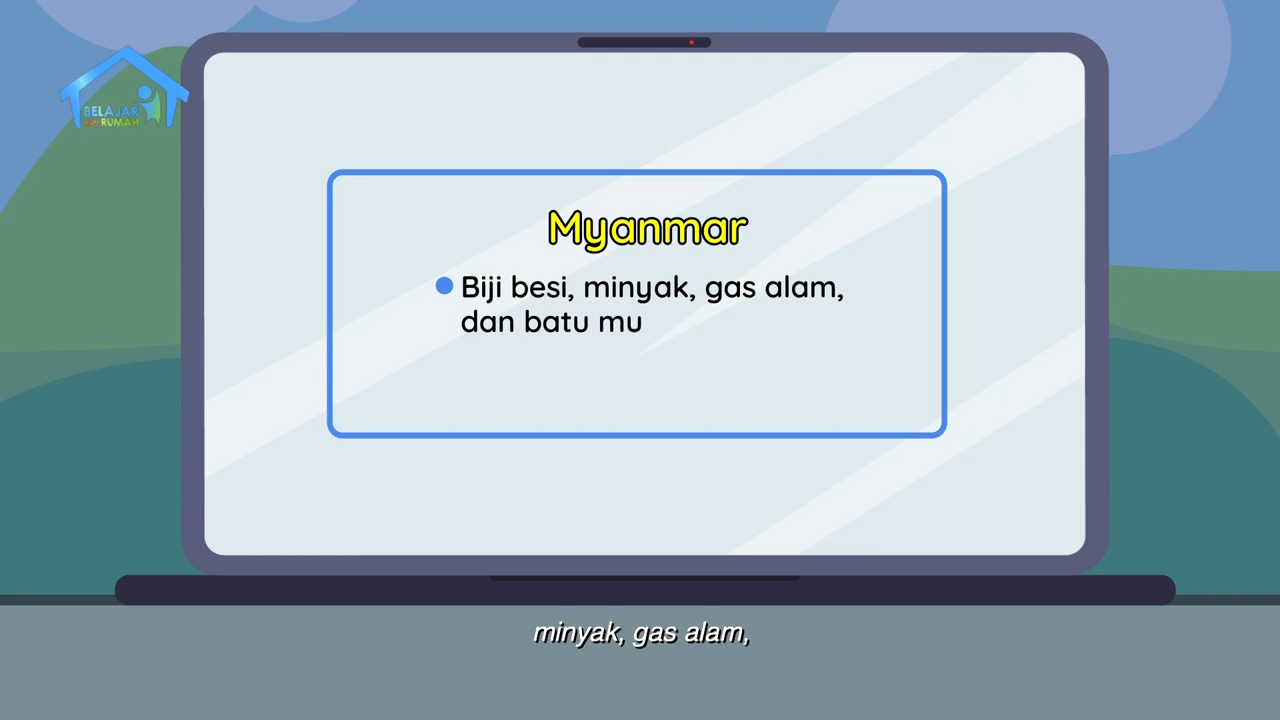 BELAJAR
RUMAH
Myanmar
Biji besi, minyak, gas alam,
dan batu mu
minyak, gas alam,